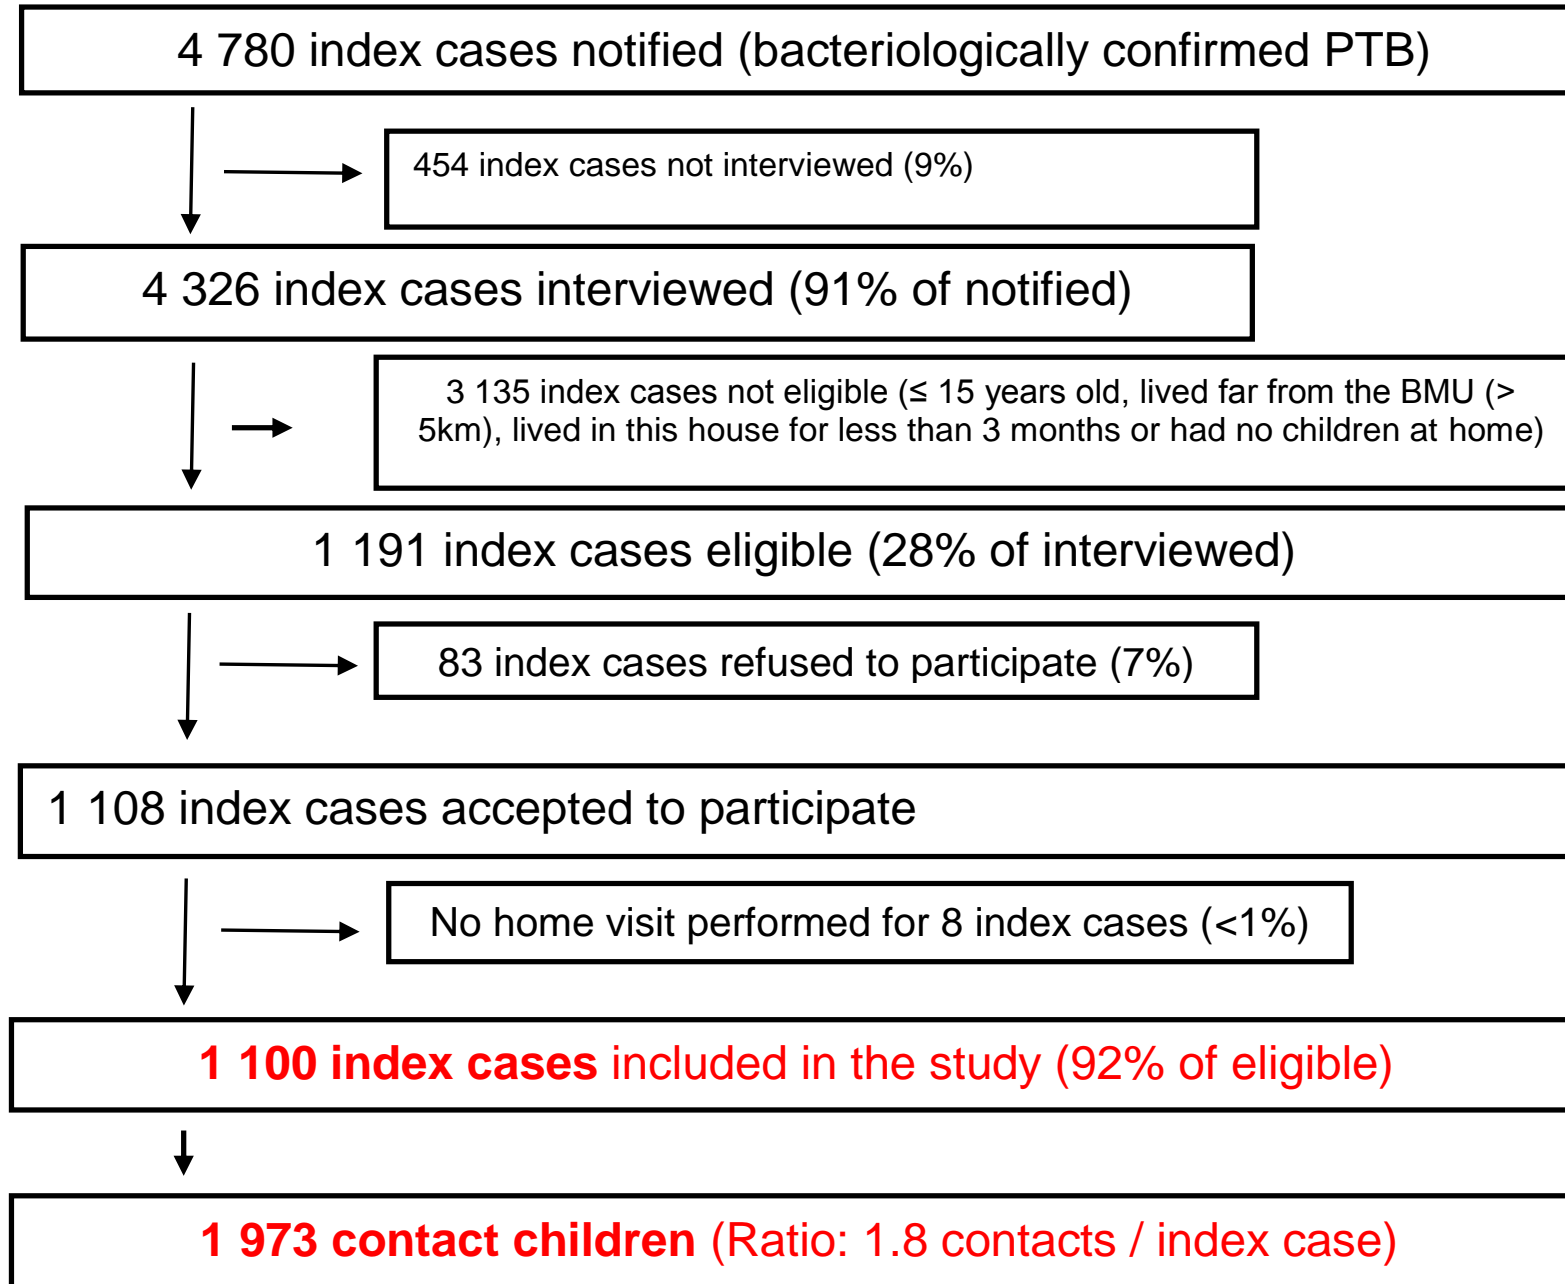 4 780 index cases notified (bacteriologically confirmed PTB)
454 index cases not interviewed (9%)
4 326 index cases interviewed (91% of notified)
3 135 index cases not eligible (≤ 15 years old, lived far from the BMU (>
5km), lived in this house for less than 3 months or had no children at home)
1 191 index cases eligible (28% of interviewed)
83 index cases refused to participate (7%)
1 108 index cases accepted to participate
No home visit performed for 8 index cases (<1%)
1 100 index cases included in the study (92% of eligible)
1 973 contact children (Ratio: 1.8 contacts / index case)